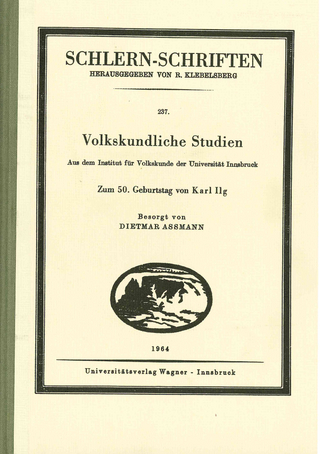 SCHLERN-SCHRIFTEN
HERAUSGEGEBEN VON R. KLEBELSBERG
237.
Volkskundliche Studien
Aus dem Institut für Volkskunde der Universität Innsbruck
Zum 50. Geburtstag von Karl Ilg
Besorgt von
DIETMAR ASSMANN
1964
Universitätsverlag Wagner - Innsbruck